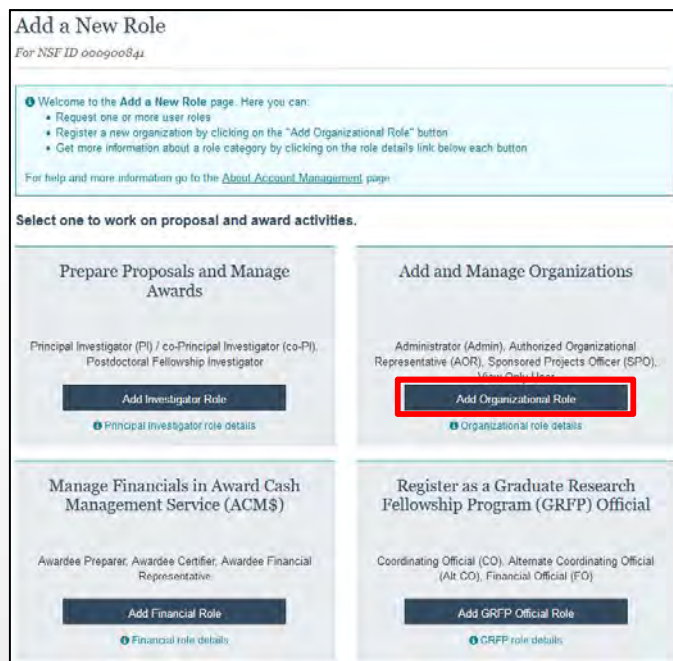 Add a New Role
For NSF ID 000900841
Welcome to the Add a New Role page. Here you can:
• Request one or more user roles
• Register a new organization by clicking on the "Add Organizational Role" button
• Get more information about a role category by clicking on the role details link below each button
For help and more information go to the About Account Management page
Select one to work on proposal and award activities.
Prepare Proposals and Manage
Awards
Principal Investigator (PI) / co-Principal Investigator (co-PI),
Postdoctoral Fellowship Investigator
Add Investigator Role
Principal Investigator role details
Add and Manage Organizations
Administrator (Admin), Authorized Organizational
Representative (AOR), Sponsored Projects Officer (SPO),
View Only User
Add Organizational Role
Organizational role details
Manage Financials in Award Cash
Management Service (ACM$)
Awardee Preparer, Awardee Certifier, Awardee Financial
Representative
Add Financial Role
Financial role details
Register as a Graduate Research
Fellowship Program (GRFP) Official
Coordinating Official (CO), Alternate Coordinating Official
(Alt CO), Financial Official (FO)
Add GRFP Official Role
GRFP role details